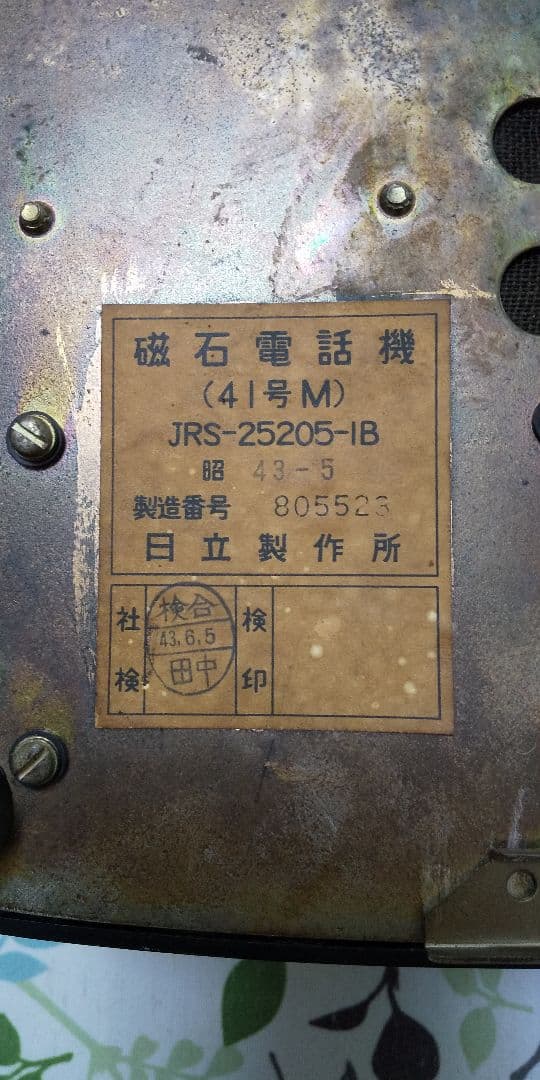 磁石電話機
(41号M)
JRS-25205-1B
昭 43-5
製造番号 805523
日立製作所
社検
検合
43.6.5
田中
検印